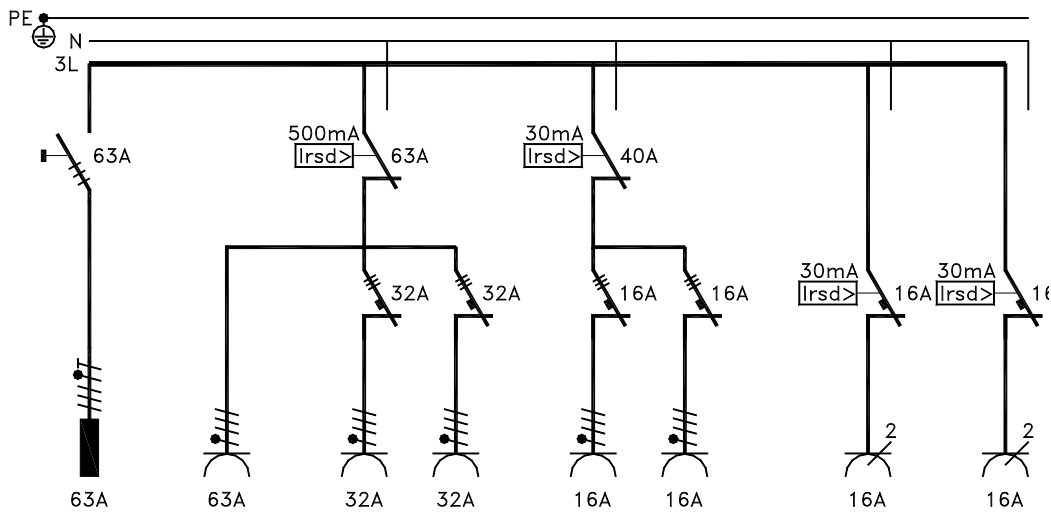 PE
N
3L
500mA 30mA
Irsd> 63A Irsd> 40A
63A
30mA 30mA
32A 32A 16A 16A Irsd> 16A Irsd>
2 2
63A 63A 32A 32A 16A 16A 16A 16A